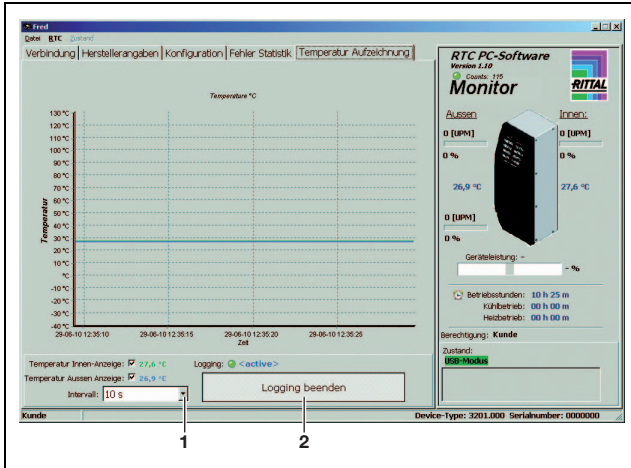 Fred
Datei RTC Zustand
Verbindung Herstellerangaben Konfiguration Fehler Statistik Temperatur Aufzeichnung
Temperature °C
130 °C
120 °C
110 °C
100 °C
90 °C
80 °C
70 °C
60 °C
50 °C
40 °C
30 °C
20 °C
10 °C
°C
-10 °C
-20 °C
-30 °C
-40 °C
Temperatur
29-06-10 12:35:10 29-06-10 12:35:15 29-06-10 12:35:20 29-06-10 12:35:25
Zeit
Temperatur Innen-Anzeige: 27,6 °C Logging: <active>
Temperatur Aussen Anzeige: 26,9 °C
Intervall: 10 s
Logging beenden
RTC PC-Software
Version 1.10
Counts: 115
Monitor
RITTAL
Aussen Innen:
0 [UPM] 0 [UPM]
0 % 0 %
26,9 °C 27,6 °C
0 [UPM]
0 %
Geräteleistung: -
- %
Betriebsstunden: 10 h 25 m
Kühlbetrieb: 00 h 00 m
Heizbetrieb: 00 h 00 m
Berechtigung: Kunde
Zustand:
USB-Modus
Kunde Device-Type: 3201.000 Serialnumber: 0000000
1 2